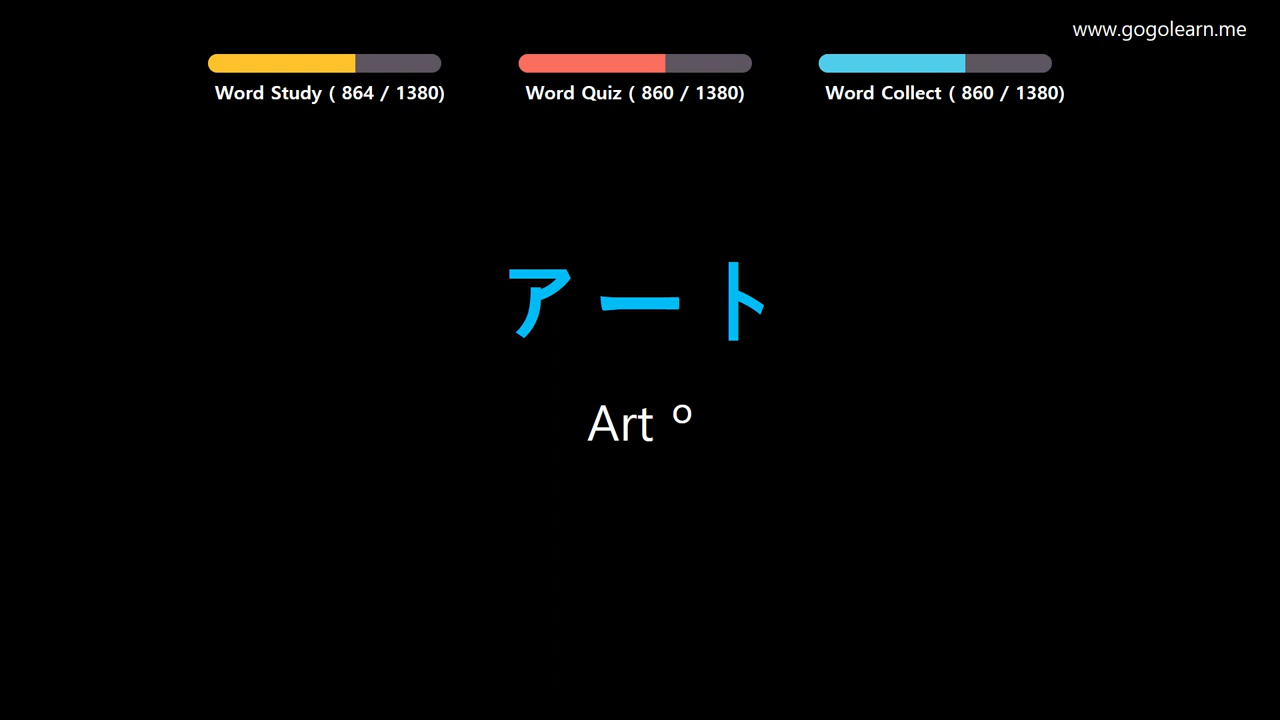 www.gogolearn.me
Word Study ( 864 / 1380)
Word Quiz ( 860 / 1380)
Word Collect ( 860 / 1380)
アート
Art º